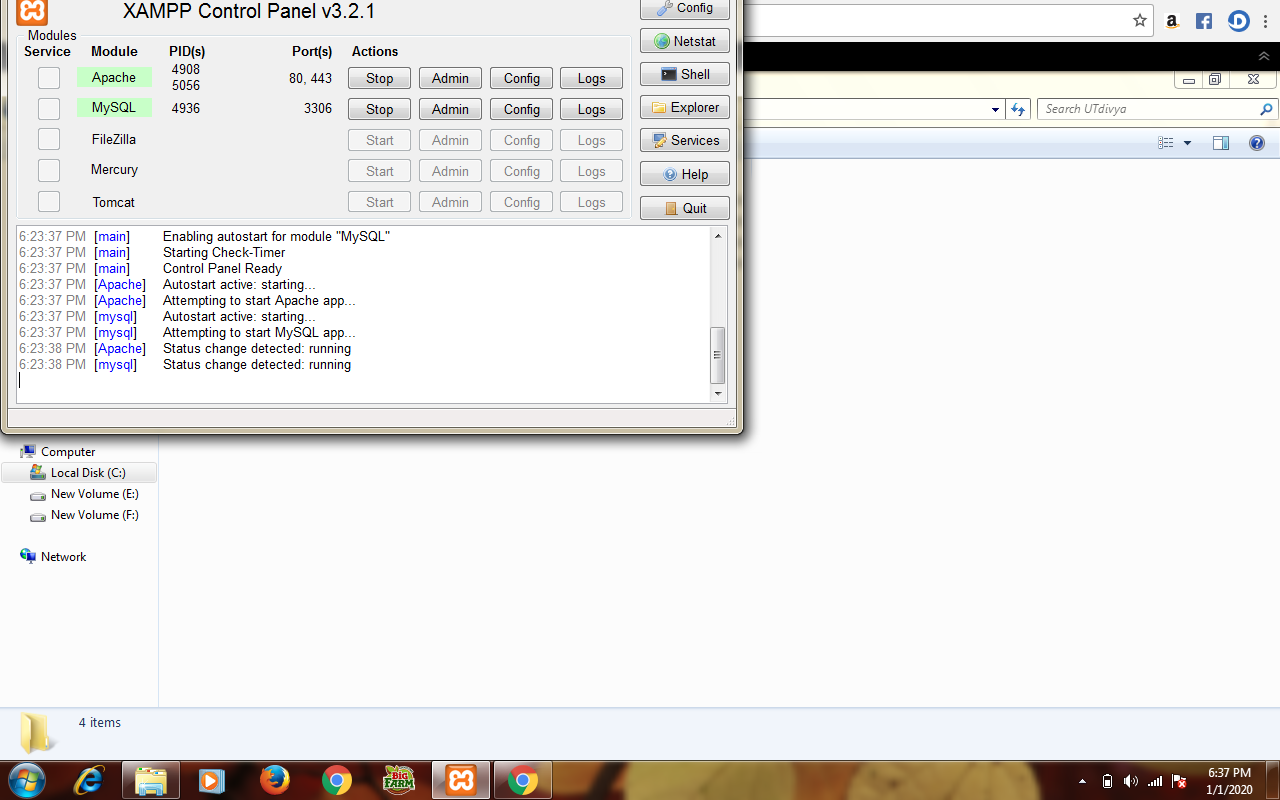 XAMPP Control Panel v3.2.1
Config
Modules
Service Module PID(s) Port(s) Actions
Netstat
Apache 4908 5056 80, 443 Stop Admin Config Logs
Shell
MySQL 4936 3306 Stop Admin Config Logs
Explorer
Search UTdivya
FileZilla Start Admin Config Logs
Services
Mercury Start Admin Config Logs
Help
Tomcat Start Admin Config Logs
Quit
6:23:37 PM [main] Enabling autostart for module "MySQL"
6:23:37 PM [main] Starting Check-Timer
6:23:37 PM [main] Control Panel Ready
6:23:37 PM [Apache] Autostart active: starting...
6:23:37 PM [Apache] Attempting to start Apache app...
6:23:37 PM [mysql] Autostart active: starting...
6:23:37 PM [mysql] Attempting to start MySQL app...
6:23:38 PM [Apache] Status change detected: running
6:23:38 PM [mysql] Status change detected: running
Computer
Local Disk (C:)
New Volume (E:)
New Volume (F:)
Network
4 items
BIG FARM
6:37 PM
1/1/2020